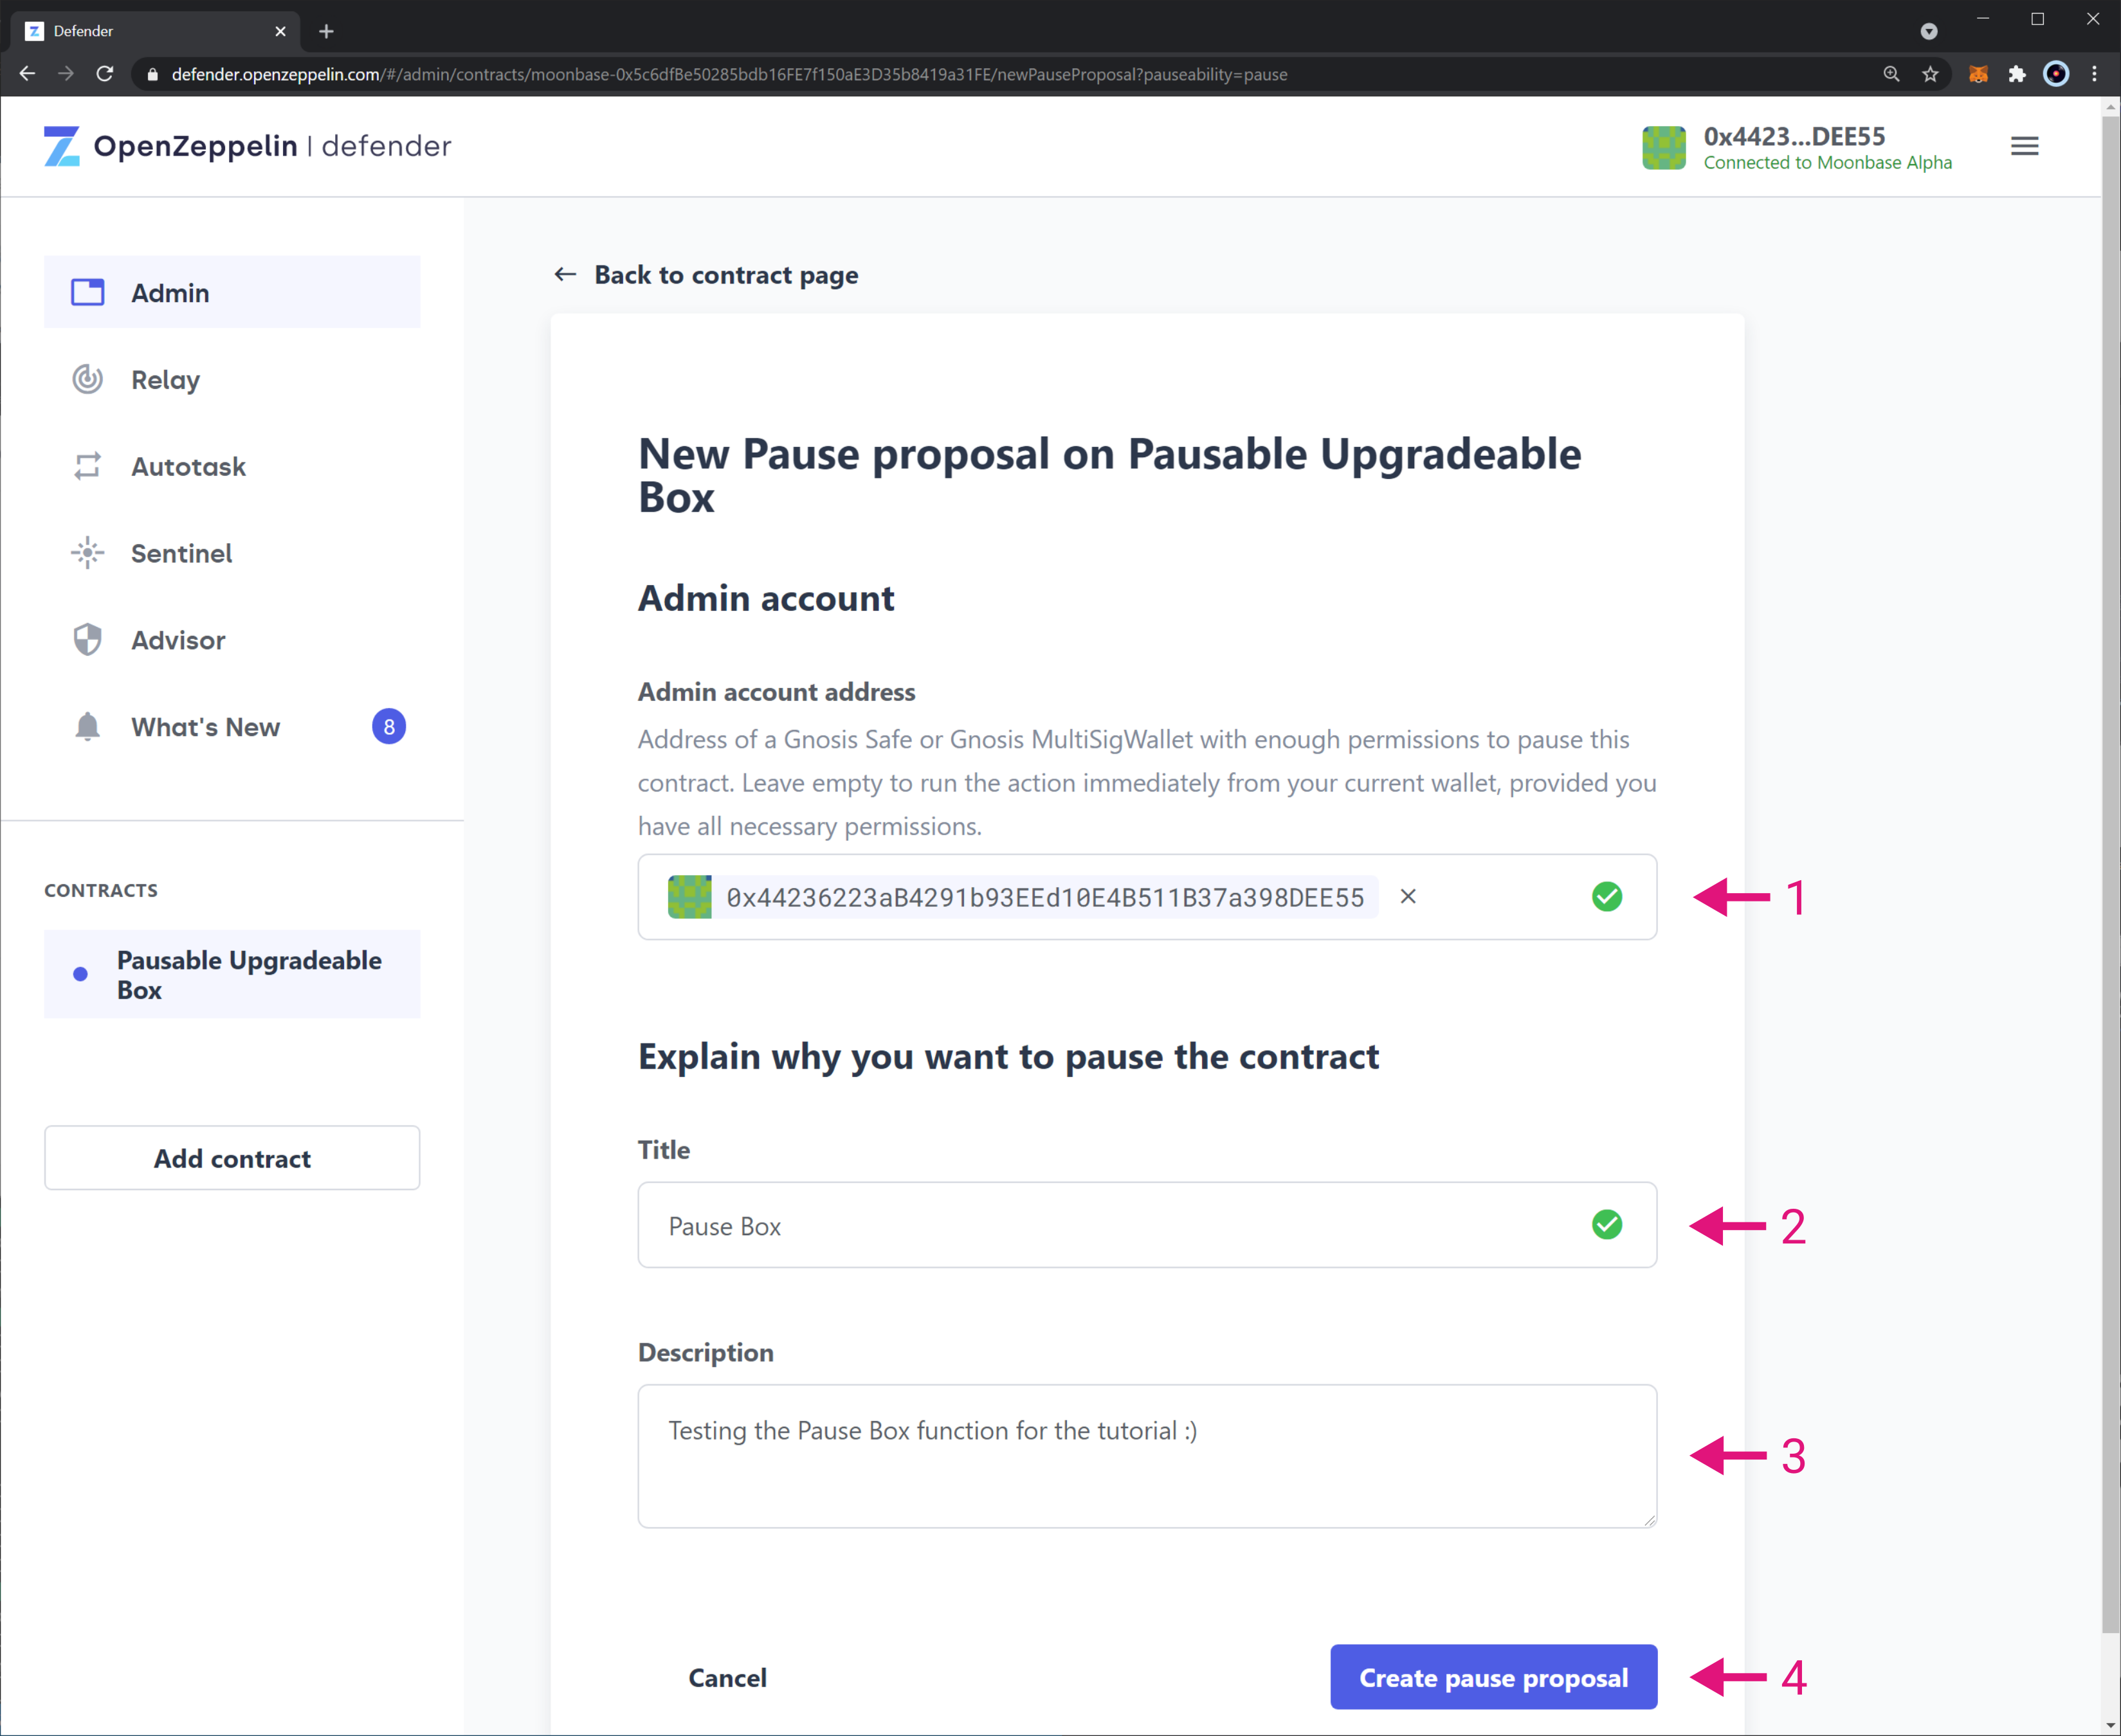 Defender
defender.openzeppelin.com/#/admin/contracts/moonbase-0x5c6dfBe50285bdb16FE7f150aE3D35b8419a31FE/newPauseProposal?pauseability=pause
OpenZeppelin | defender
0x4423...DEE55
Connected to Moonbase Alpha
Admin
Relay
Autotask
Sentinel
Advisor
What's New 8
CONTRACTS
Pausable Upgradeable
Box
Add contract
Back to contract page
New Pause proposal on Pausable Upgradeable
Box
Admin account
Admin account address
Address of a Gnosis Safe or Gnosis MultiSigWallet with enough permissions to pause this
contract. Leave empty to run the action immediately from your current wallet, provided you
have all necessary permissions.
0x44236223aB4291b93EEd10E4B511B37a398DEE55
1
Explain why you want to pause the contract
Title
Pause Box
2
Description
Testing the Pause Box function for the tutorial :)
3
Cancel
Create pause proposal
4